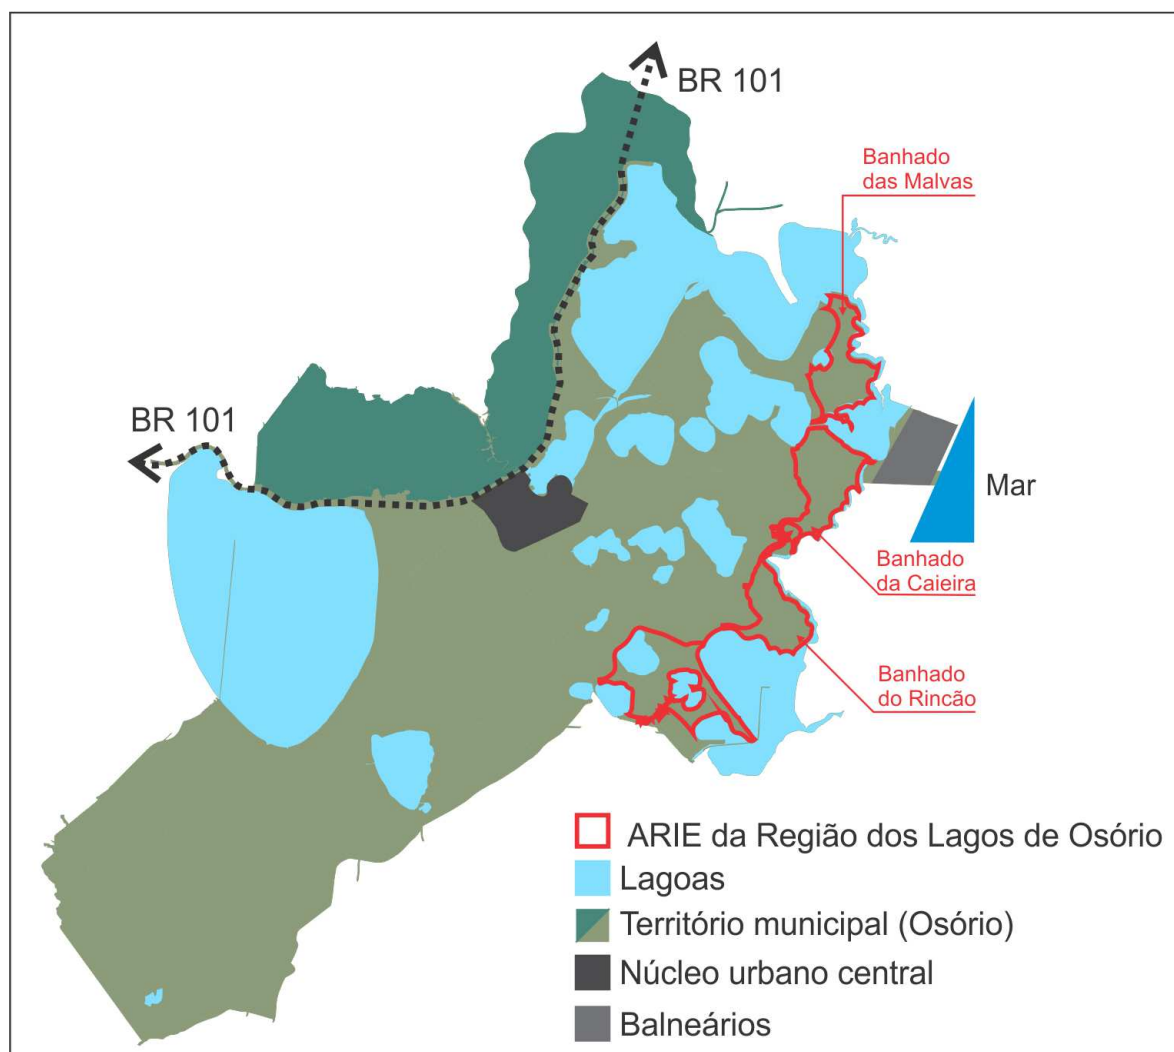 BR 101
Banhado
das Malvas
BR 101
Mar
Banhado
da Caieira
Banhado
do Rincão
ARIE da Região dos Lagos de Osório
Lagoas
Território municipal (Osório)
Núcleo urbano central
Balneários